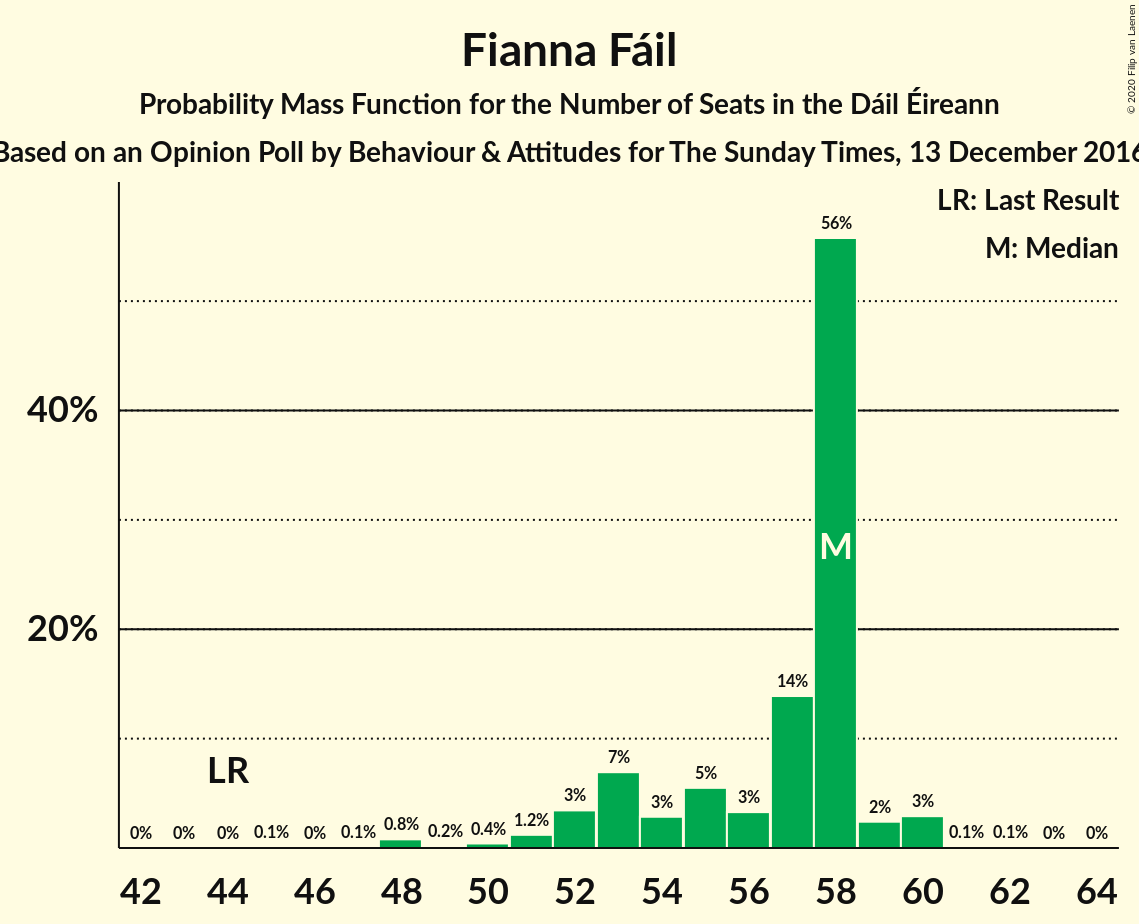 © 2020 Filip van Laenen
Fianna Fáil
Probability Mass Function for the Number of Seats in the Dáil Éireann
Based on an Opinion Poll by Behaviour & Attitudes for The Sunday Times, 13 December 2016
LR: Last Result
M: Median
56%
40%
M
20%
14%
LR
7%
5%
3%
3%
3%
2%
3%
0%
0%
0%
0.1%
0%
0.1%
0.8%
0.2%
0.4%
1.2%
0.1%
0.1%
0%
0%
42 44 46 48 50 52 54 56 58 60 62 64